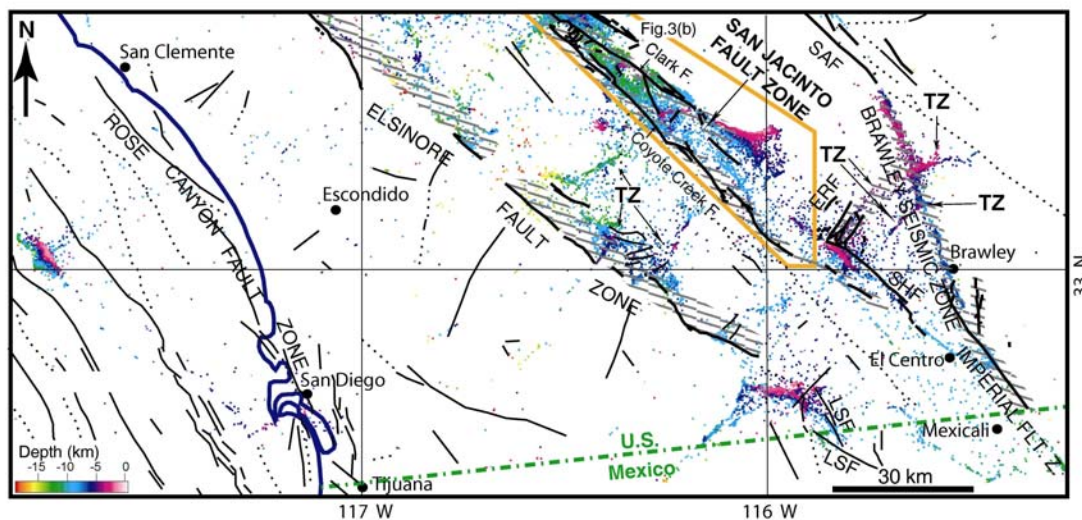 N
San Clemente
ROSE
CANYON FAULT
ZONE
Escondido
San Diego
Tijuana
ELSINORE
FAULT
ZONE
TZ
Fig.3(b)
Clark F.
SAN JACINTO
FAULT ZONE
Coyote Creek F.
SAF
TZ
TZ
TZ
ERF
SHF
BRAWLEY SEISMIC ZONE
Brawley
33 N
El Centro
IMPERIAL FLT Z
LSF
LSF
Mexicali
U.S.
Mexico
30 km
Depth (km)
-15 -10 -5 0
117 W
116 W